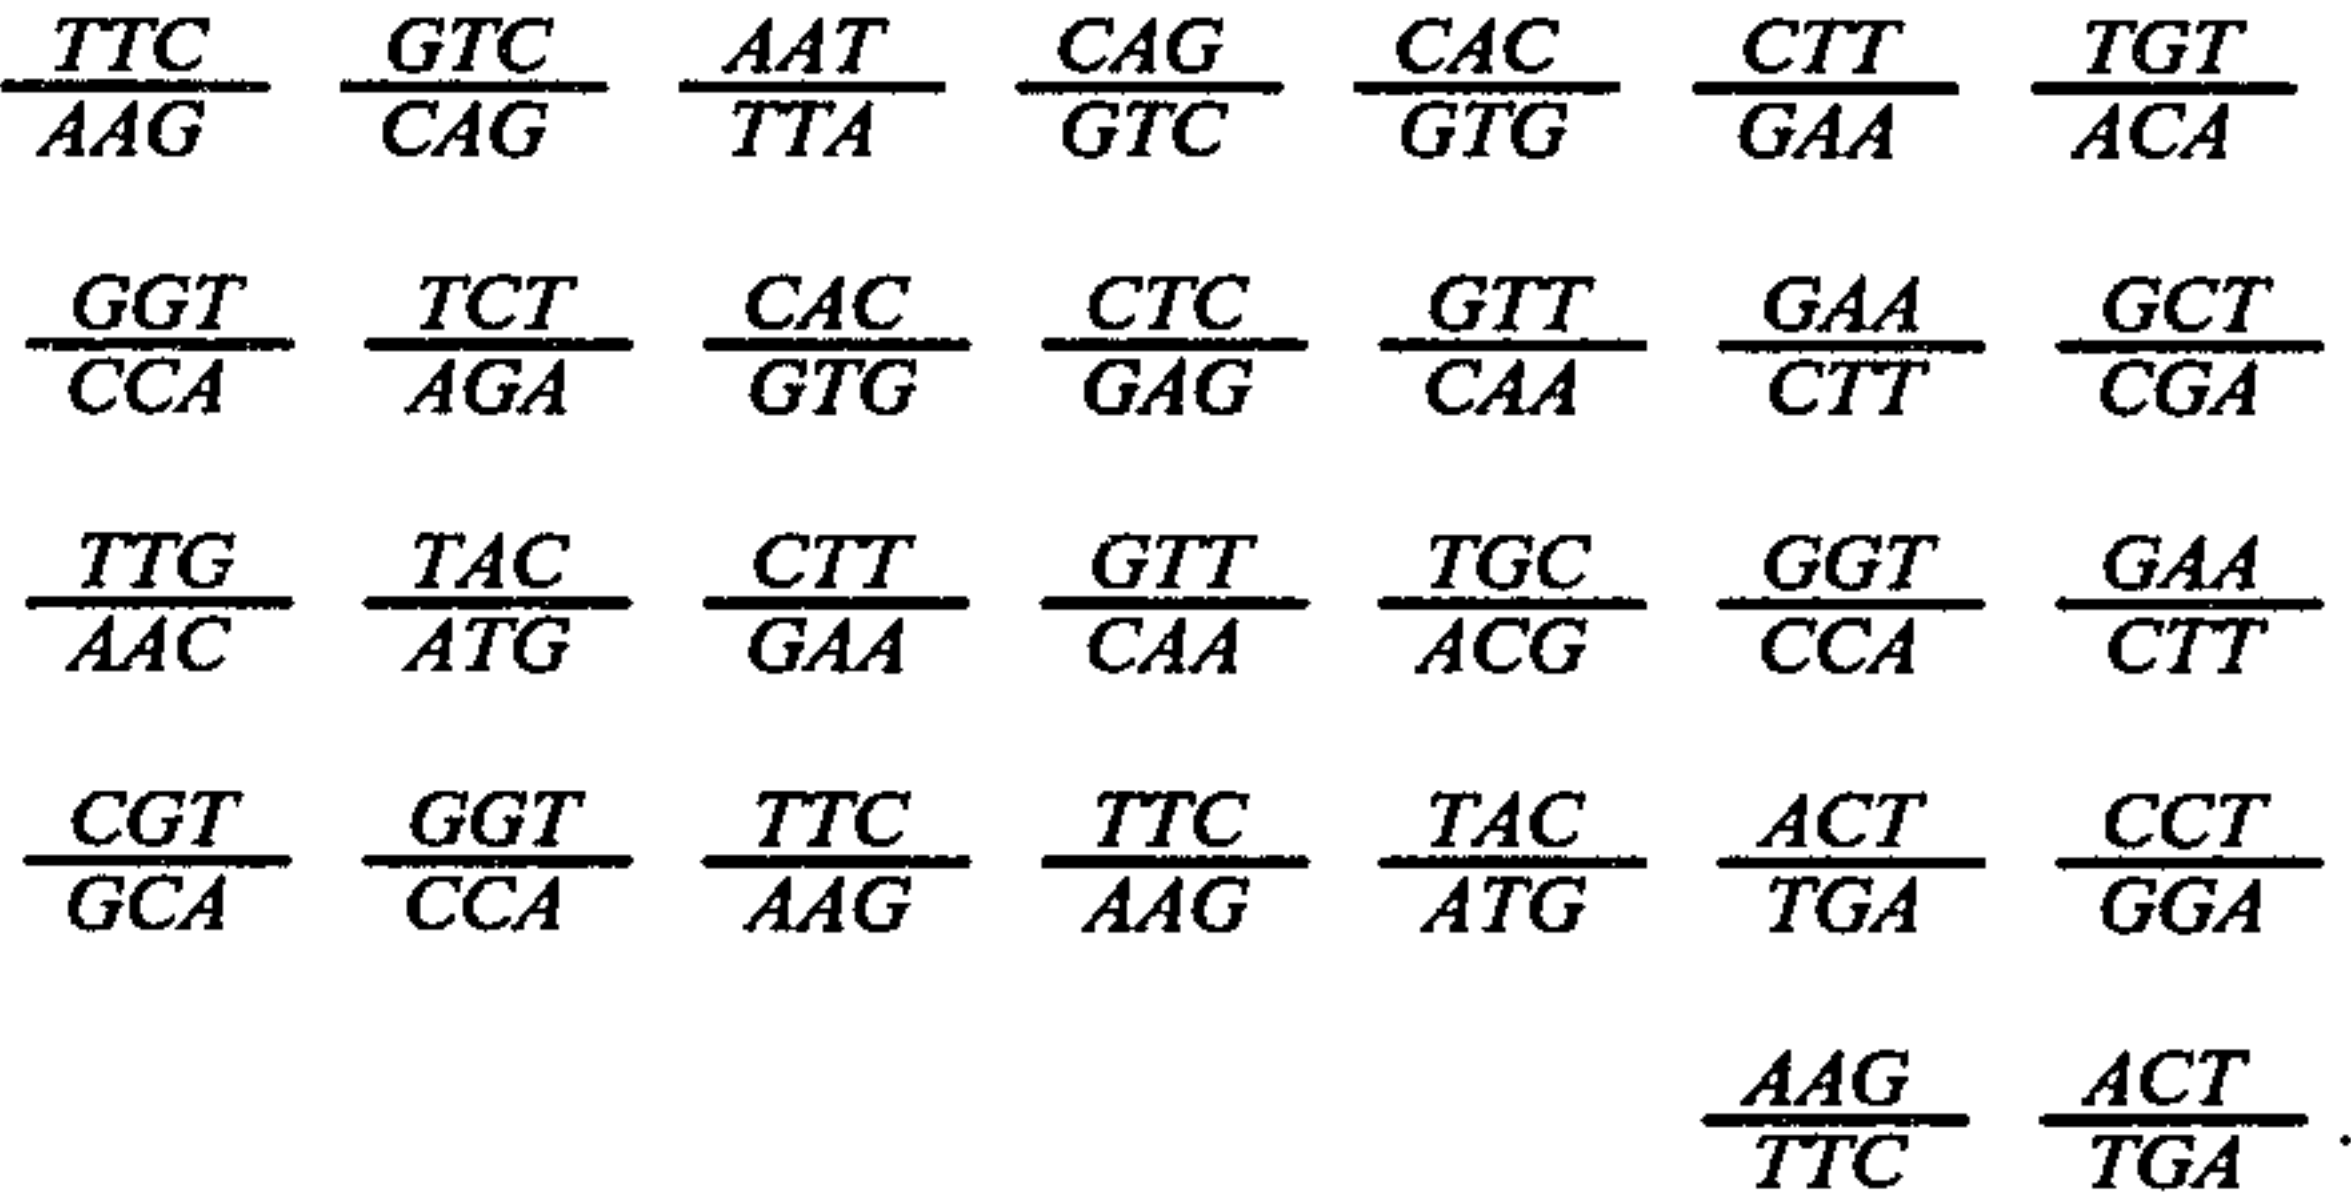 TTC GTC AAT CAG CAC CTT TGT
AAG CAG TTA GTC GTG GAA ACA
GGT TCT CAC CTC GTT GAA GCT
CCA AGA GTG GAG CAA CTT CGA
TTG TAC CTT GTT TGC GGT GAA
AAC ATG GAA CAA ACG CCA CTT
CGT GGT TTC TTC TAC ACT CCT
GCA CCA AAG AAG ATG TGA GGA
AAG ACT
TTC TGA .